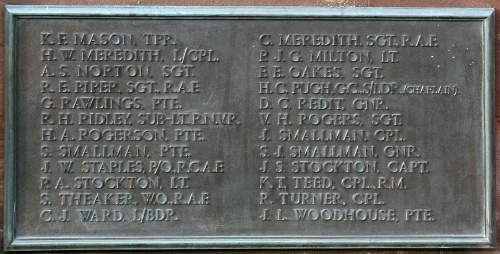 K. F. MASON, TPR.
H. W. MEREDITH, L/CPL.
A. S. NORTON, SGT.
R. E. PIPER, SGT, R.A.F.
G. RAWLINGS, PTE.
R. H. RIDLEY, SUB-LT. R.N.V.R.
H. A. ROGERSON, PTE.
S. SMALLMAN, PTE.
J. W. STAPLES, P/O, R.C.A.F.
P. A. STOCKTON, LT.
S. THEAKER, W.O., R.A.F.
C. J. WARD, L/BDR.
C. MEREDITH, SGT, R.A.F.
P. J. G. MILTON, LT.
E. E. OAKES, SGT.
H. C. PUGH, G.C. S/LDR. (CHAPLAIN).
D. C. REDIT, GNR.
V. H. ROGERS, SGT.
J. SMALLMAN, CPL.
S. J. SMALLMAN, GNR.
J. S. STOCKTON, CAPT.
K. T. TEED, CPL, R.M.
R. TURNER, CPL.
J. L. WOODHOUSE, PTE.